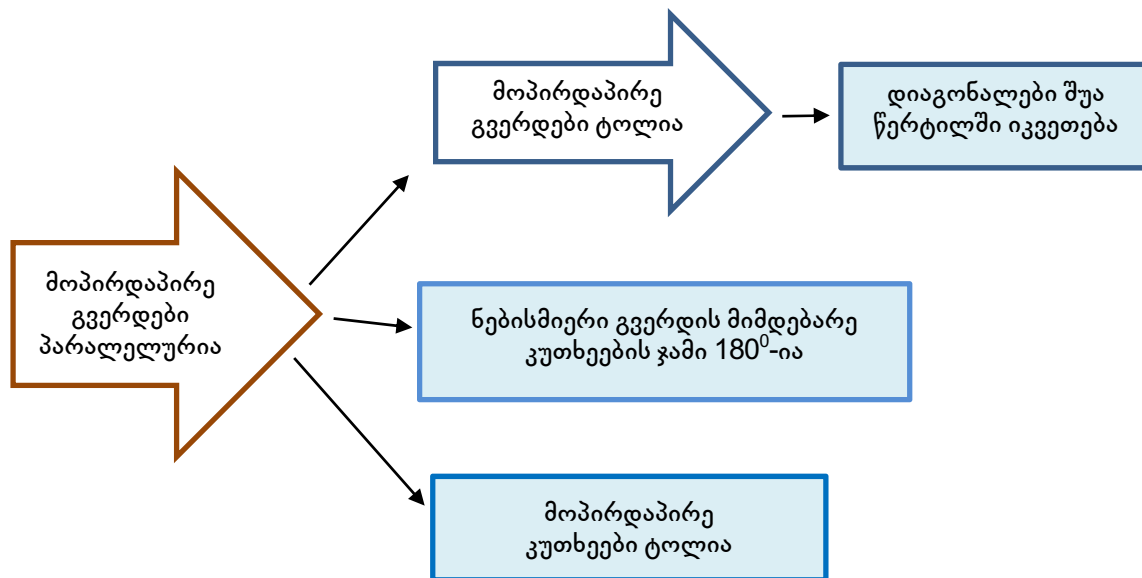 მოპირდაპირე
გვერდები ტოლია
დიაგონალები შუა
წერტილში იკვეთება
მოპირდაპირე
გვერდები
პარალელურია
ნებისმიერი გვერდის მიმდებარე
კუთხეების ჯამი 180⁰-ია
მოპირდაპირე
კუთხეები ტოლია